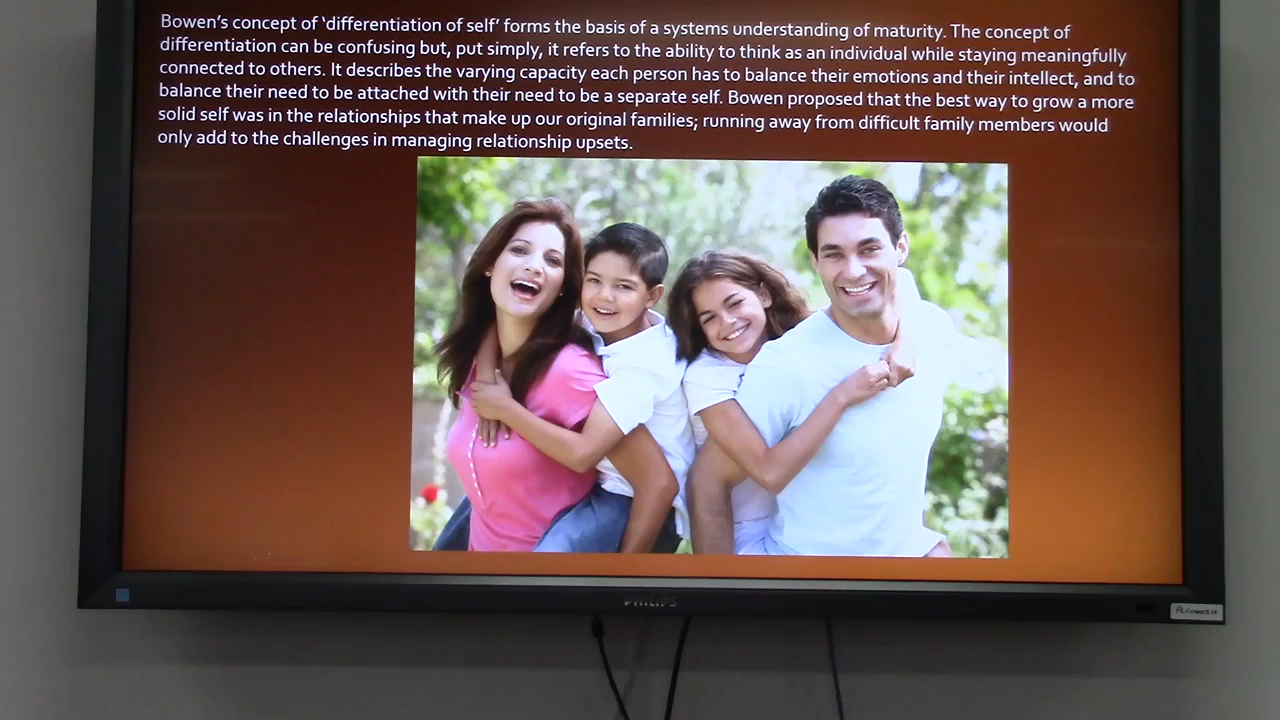 Bowen's concept of 'differentiation of self' forms the basis of a systems understanding of maturity. The concept of
differentiation can be confusing but, put simply, it refers to the ability to think as an individual while staying meaningfully
connected to others. It describes the varying capacity each person has to balance their emotions and their intellect, and to
balance their need to be attached with their need to be a separate self. Bowen proposed that the best way to grow a more
solid self was in the relationships that make up our original families; running away from difficult family members would
only add to the challenges in managing relationship upsets.
PHILIPS